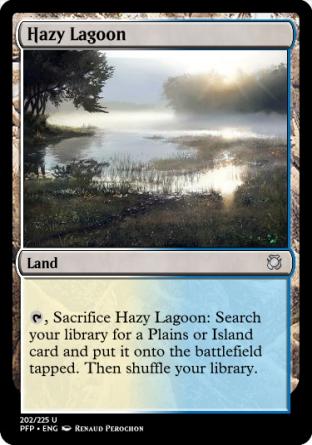 Hazy Lagoon
Land
, Sacrifice Hazy Lagoon: Search
your library for a Plains or Island
card and put it onto the battlefield
tapped. Then shuffle your library.
202/225 U
PFP • ENG Renaud Perochon